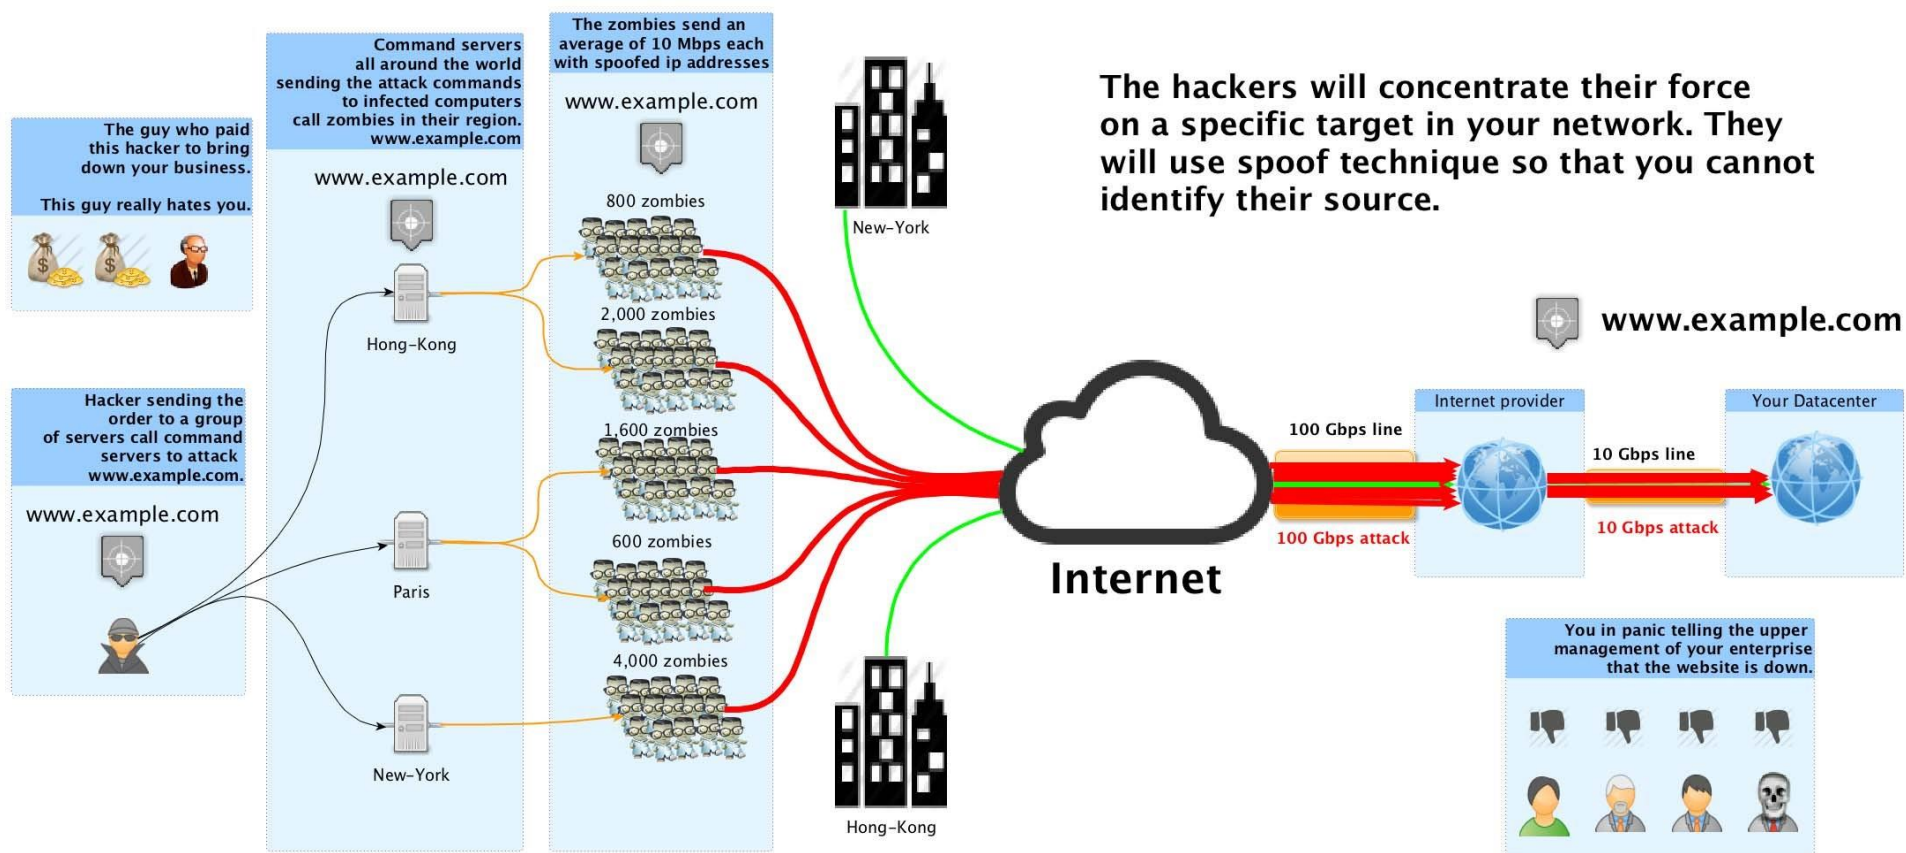 The guy who paid
this hacker to bring
down your business.
This guy really hates you.
Hacker sending the
order to a group
of servers call command
servers to attack
www.example.com.
www.example.com
Command servers
all around the world
sending the attack commands
to infected computers
call zombies in their region.
www.example.com
www.example.com
Hong-Kong
Paris
New-York
The zombies send an
average of 10 Mbps each
with spoofed ip addresses
www.example.com
800 zombies
2,000 zombies
1,600 zombies
600 zombies
4,000 zombies
New-York
Hong-Kong
Internet
The hackers will concentrate their force
on a specific target in your network. They
will use spoof technique so that you cannot
identify their source.
www.example.com
100 Gbps line
100 Gbps attack
Internet provider
10 Gbps line
10 Gbps attack
Your Datacenter
You in panic telling the upper
management of your enterprise
that the website is down.